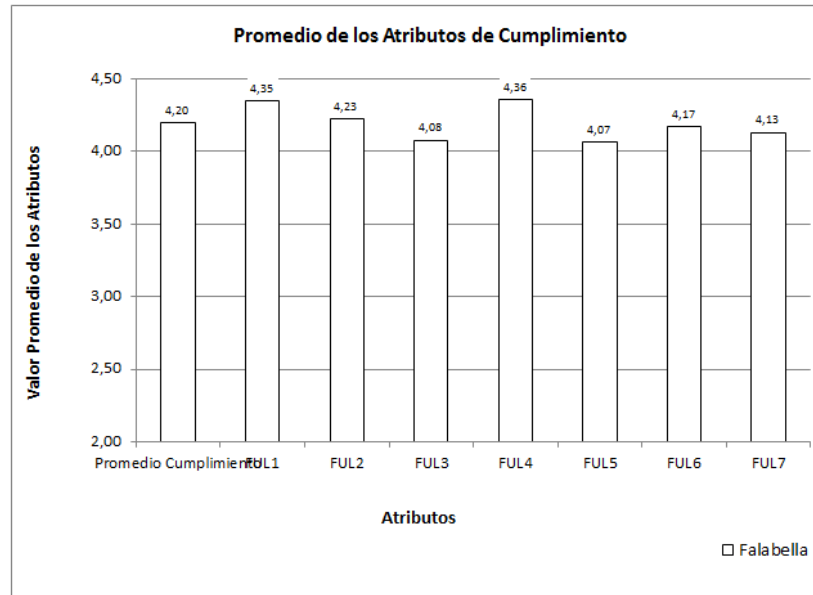 Promedio de los Atributos de Cumplimiento
Valor Promedio de los Atributos
4,50
4,00
3,50
3,00
2,50
2,00
4,20
4,35
4,23
4,08
4,36
4,07
4,17
4,13
Promedio Cumplimiento
FUL1
FUL2
FUL3
FUL4
FUL5
FUL6
FUL7
Atributos
Falabella